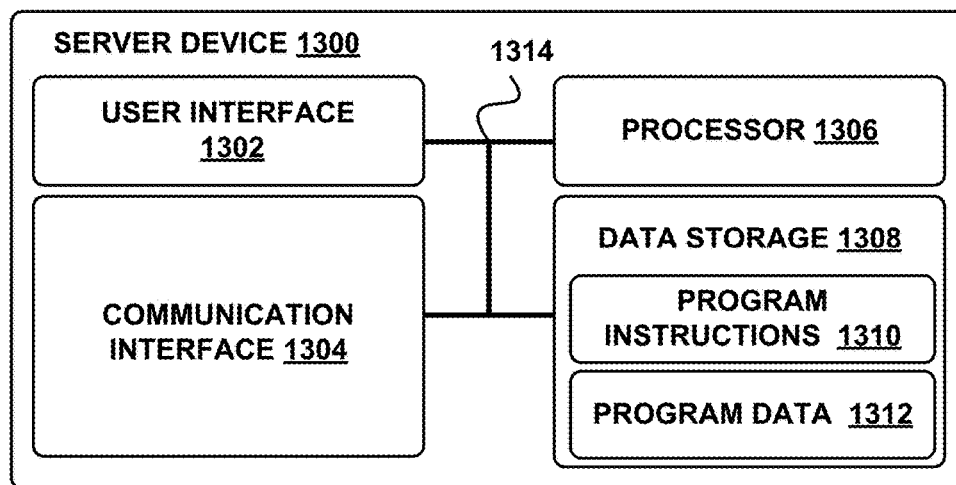 SERVER DEVICE 1300
1314
USER INTERFACE
1302
PROCESSOR 1306
COMMUNICATION
INTERFACE 1304
DATA STORAGE 1308
PROGRAM
INSTRUCTIONS 1310
PROGRAM DATA 1312